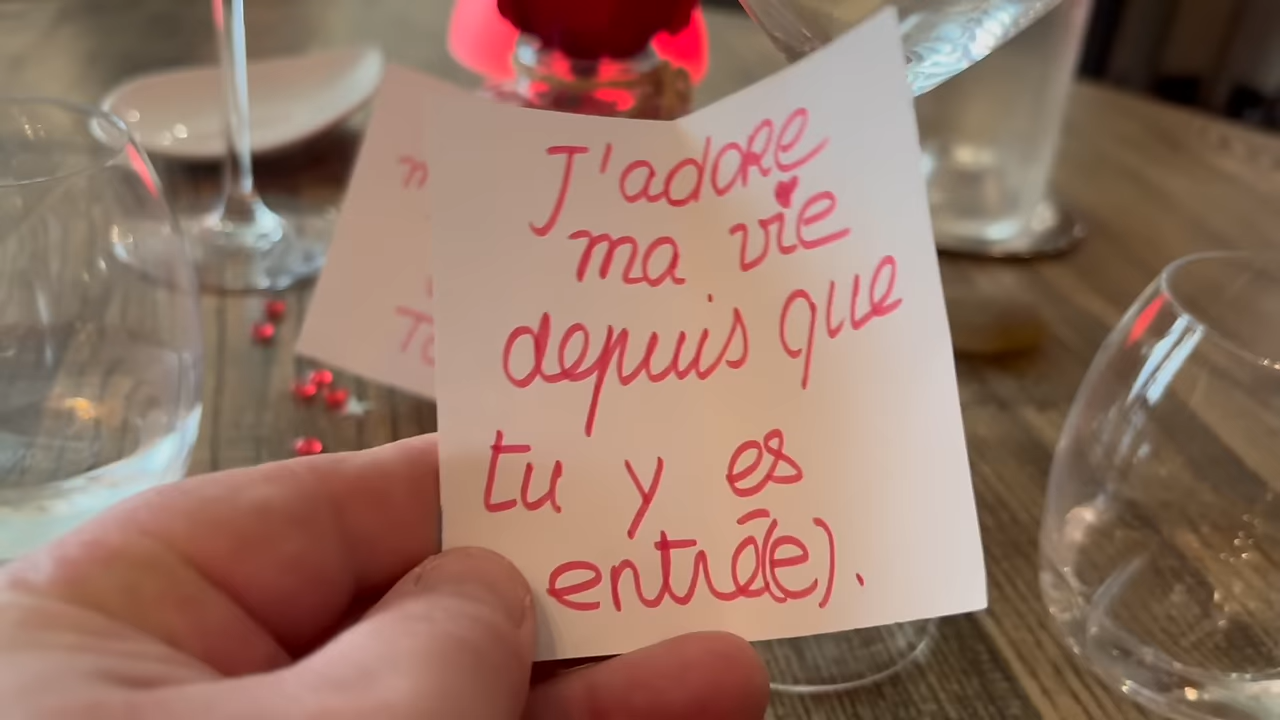 J'adore
ma vie
depuis que
tu y es
entré(e).